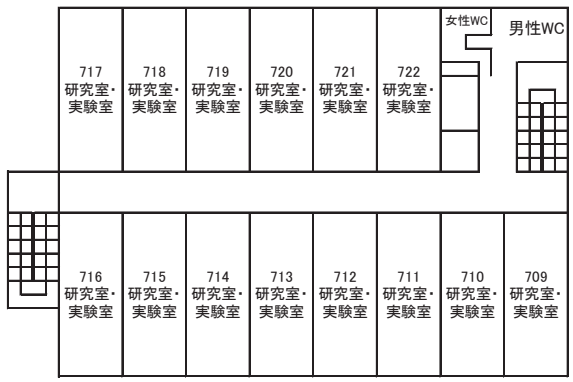 女性WC
男性WC
717
研究室・
実験室
718
研究室・
実験室
719
研究室・
実験室
720
研究室・
実験室
721
研究室・
実験室
722
研究室・
実験室
716
研究室・
実験室
715
研究室・
実験室
714
研究室・
実験室
713
研究室・
実験室
712
研究室・
実験室
711
研究室・
実験室
710
研究室・
実験室
709
研究室・
実験室